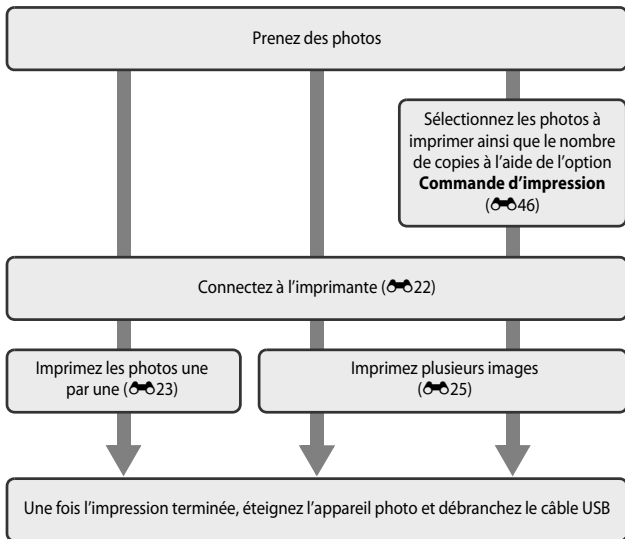 Prenez des photos
Sélectionnez les photos à
imprimer ainsi que le nombre
de copies à l'aide de l'option
Commande d'impression
(46)
Connectez à l'imprimante (22)
Imprimez les photos une
par une (23)
Imprimez plusieurs images
(25)
Une fois l'impression terminée, éteignez l'appareil photo et débranchez le câble USB